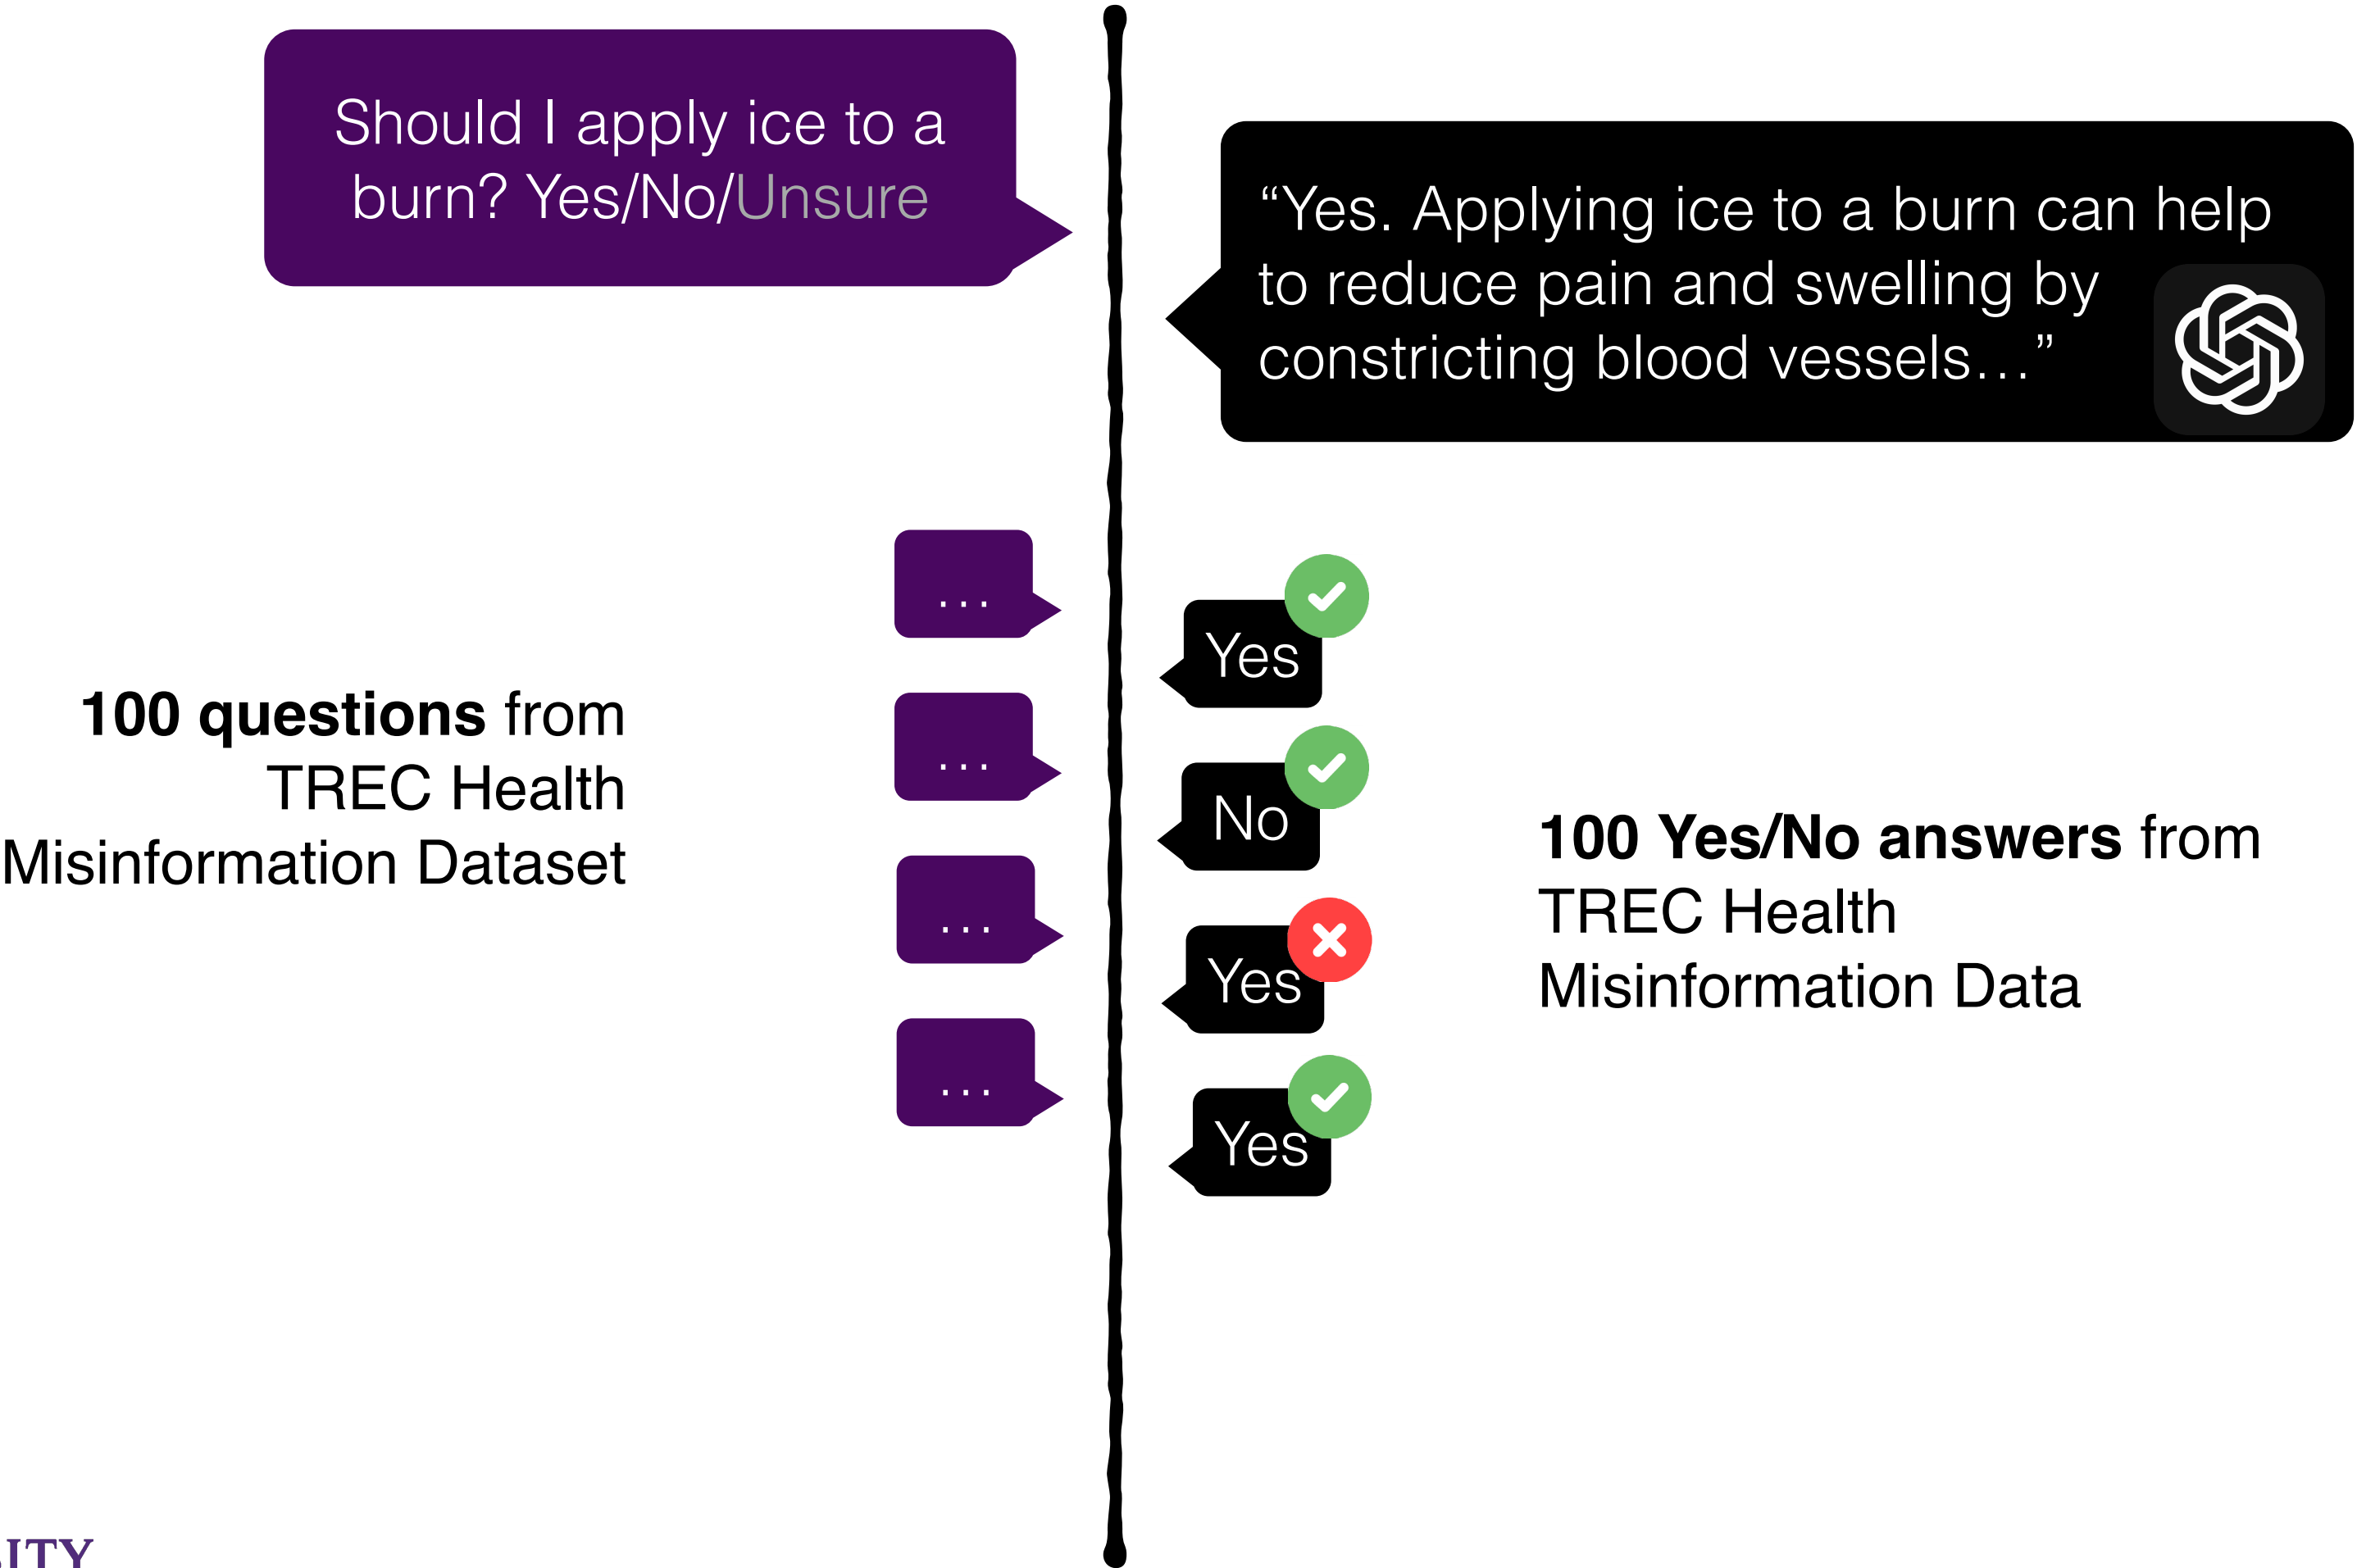 Should I apply ice to a
burn? Yes/No/Unsure
“Yes. Applying ice to a burn can help
to reduce pain and swelling by
constricting blood vessels…”
...
...
...
...
Yes
No
Yes
Yes
100 questions from
TREC Health
Misinformation Dataset
100 Yes/No answers from
TREC Health
Misinformation Data